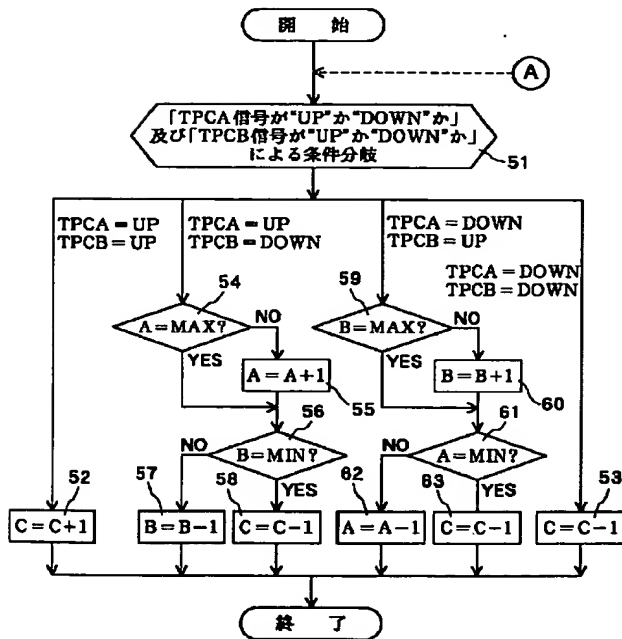 開 始
A
「TPCA信号が“UP”か“DOWN”か」
及び「TPCB信号が“UP”か“DOWN”か」
による条件分岐
51
TPCA=UP
TPCB=UP
TPCA=UP
TPCB=DOWN
TPCA=DOWN
TPCB=UP
TPCA=DOWN
TPCB=DOWN
54
A=MAX?
NO
YES
59
B=MAX?
NO
YES
A=A+1
55
B=B+1
60
56
B=MIN?
NO
YES
61
A=MIN?
NO
YES
52
C=C+1
57
B=B-1
58
C=C-1
62
A=A-1
63
C=C-1
53
C=C-1
終 了